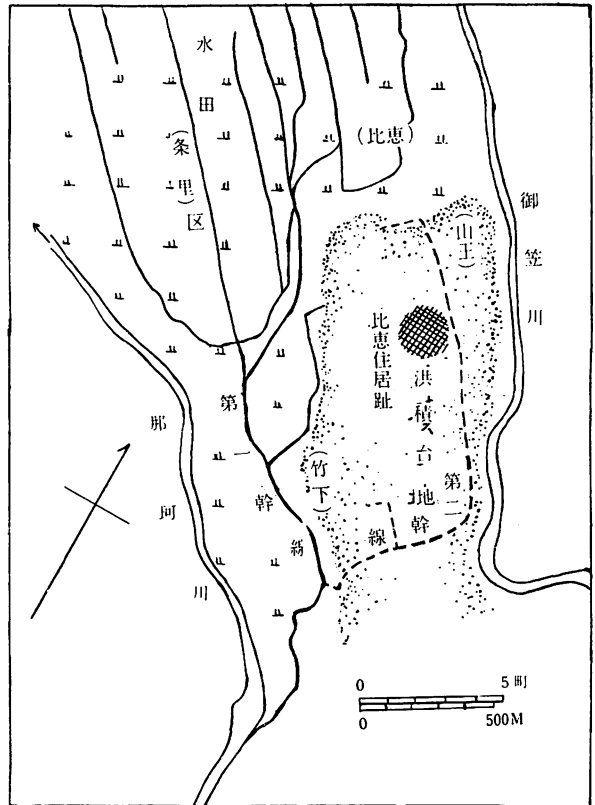 水田(条里)区
(比恵)
御笠川
(山王)
比恵住居趾
洪積台地
第一幹線
(竹下)
第二幹線
那珂川
0 5町
0 500M